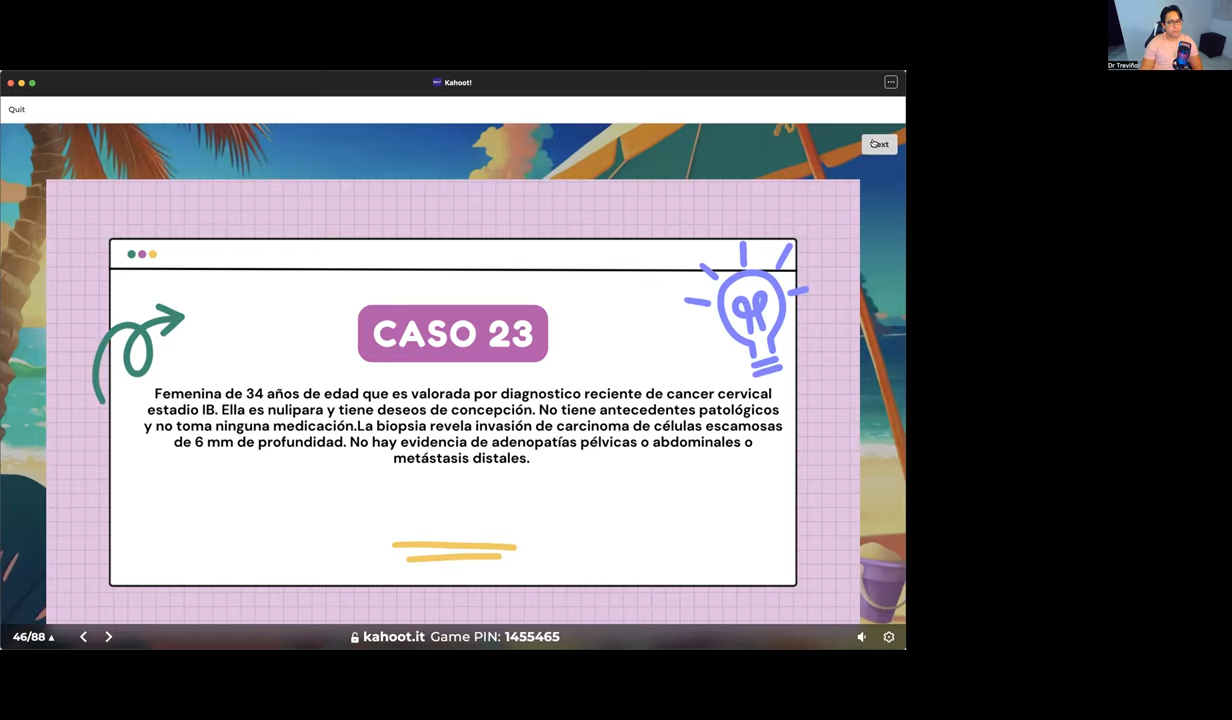 Dr Treviño
Kahoot!
Quit
CASO 23
Femenina de 34 años de edad que es valorada por diagnostico reciente de cancer cervical
estadio IB. Ella es nulipara y tiene deseos de concepción. No tiene antecedentes patológicos
y no toma ninguna medicación.La biopsia revela invasión de carcinoma de células escamosas
de 6 mm de profundidad. No hay evidencia de adenopatías pélvicas o abdominales o
metástasis distales.
46/88
kahoot.it Game PIN: 1455465